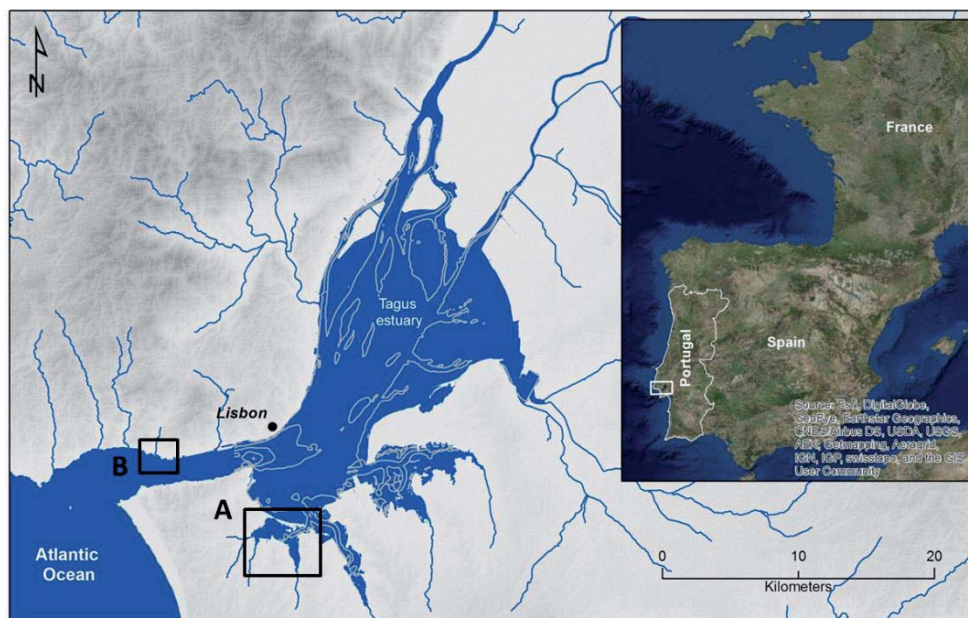 N
Tagus
estuary
Lisbon
B
A
Atlantic
Ocean
0 10 20
Kilometers
France
Portugal
Spain
Source: Esri, DigitalGlobe,
GeoEye, Earthstar Geographics,
CNES/Airbus DS, USDA, USGS,
AEX, Getmapping, Aerogrid,
IGN, IGP, swisstopo, and the GIS
User Community